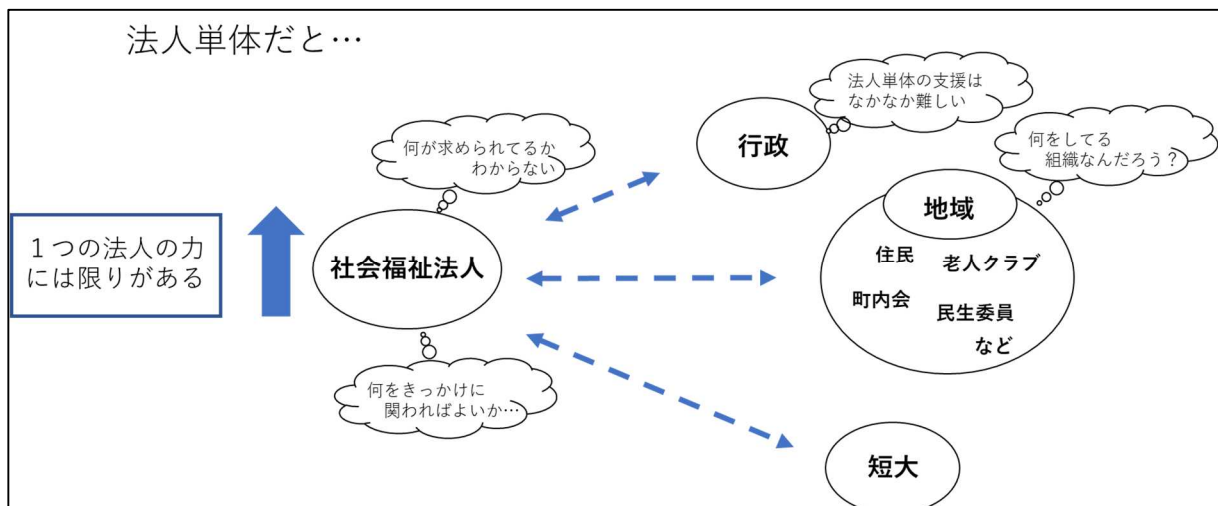 法人単体だと…
法人単体の支援は
なかなか難しい
何をしてる
組織なんだろう？
何が求められてるか
わからない
行政
地域
１つの法人の力
には限りがある
社会福祉法人
住民
老人クラブ
町内会
民生委員
など
何をきっかけに
関わればよいか…
短大